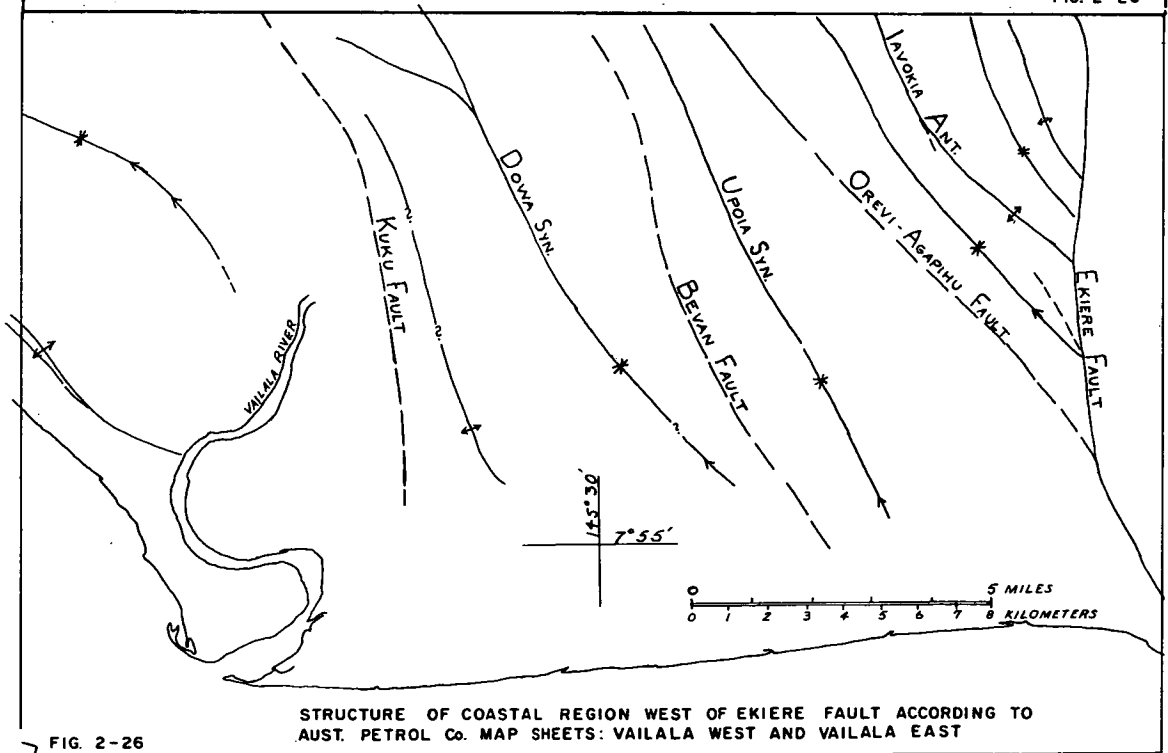 FIG. 2-26
IAVOKIA ANT.
DOWA SYN.
UPOIA SYN.
OREVI-AGAPIHU FAULT
KUKU FAULT
BEVAN FAULT
EKIERE FAULT
VAILALA RIVER
?
?
?
145°30'
7°55'
0 5 MILES
0 1 2 3 4 5 6 7 8 KILOMETERS
STRUCTURE OF COASTAL REGION WEST OF EKIERE FAULT ACCORDING TO
AUST. PETROL Co. MAP SHEETS: VAILALA WEST AND VAILALA EAST
FIG. 2-26